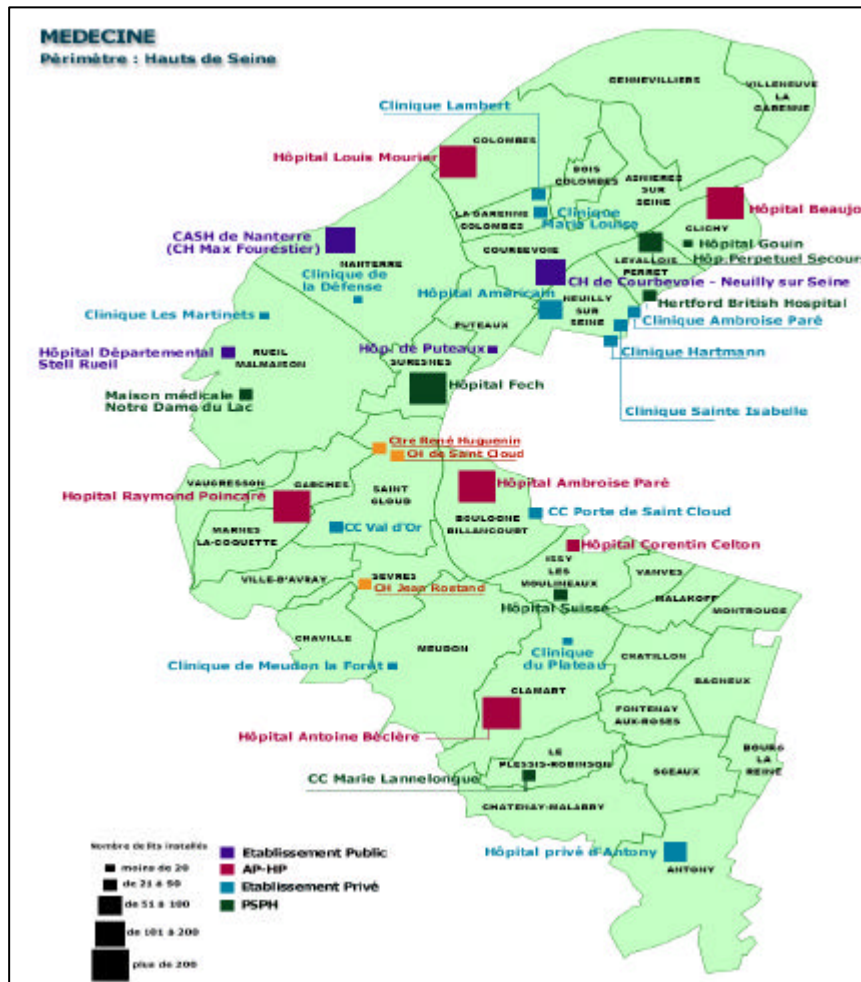 MEDECINE
Périmètre : Hauts de Seine
GENNEVILLIERS
VILLENEUVE
LA
GARENNE
Clinique Lambert
COLOMBES
Hôpital Louis Mourier
BOIS
COLOMBES
ASNIERES
SUR
SEINE
Hôpital Beaujo
LA GARENNE
COLOMBES
Clinique
Maria Louise
CLICHY
CASH de Nanterre
(CH Max Fourestier)
NANTERRE
COURBEVOIE
LEVALLOIS
PERRET
Hôpital Gouin
Hôp. Perpetuel Secours
Clinique de
la Défense
CH de Courbevoie - Neuilly sur Seine
Hôpital Américain
NEUILLY
SUR
SEINE
Hertford British Hospital
Clinique Les Martinets
PUTEAUX
Clinique Ambroise Paré
Hôpital Départemental
Stell Rueil
RUEIL
MALMAISON
Hôp. de Puteaux
SURESNES
Clinique Hartmann
Hôpital Foch
Maison médicale
Notre Dame du Lac
Clinique Sainte Isabelle
Ctre René Huguenin
CH de Saint Cloud
VAUGRESSON
GARCHES
Hopital Raymond Poincaré
SAINT
CLOUD
Hôpital Ambroise Paré
MARNES
LA-COQUETTE
CC Val d'Or
BOULOGNE
BILLANCOURT
CC Porte de Saint Cloud
Hôpital Corentin Celton
ISSY
LES
MOULINEAUX
VANVES
VILLE-D'AVRAY
SEVRES
CH Jean Rostand
MALAKOFF
MONTROUGE
Hôpital Suisse
CHAVILLE
MEUDON
Clinique
du Plateau
CHATILLON
Clinique de Meudon la Forêt
BAGNEUX
CLAMART
FONTENAY
AUX-ROSES
Hôpital Antoine Béclère
LE
PLESSIS-ROBINSON
BOURG
LA
REINE
SCEAUX
CC Marie Lannelongue
CHATENAY-MALABRY
Hôpital privé d'Antony
ANTONY
Nombre de lits installés
moins de 20
de 21 à 50
de 51 à 100
de 101 à 200
plus de 200
Etablissement Public
AP-HP
Etablissement Privé
PSPH